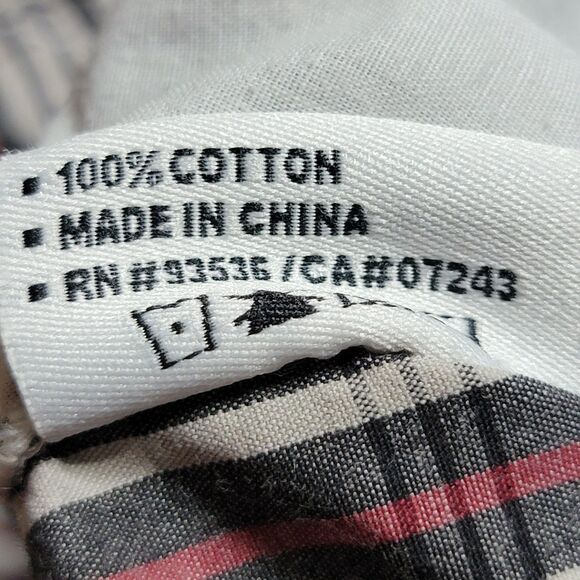 ▪ 100% COTTON
▪ MADE IN CHINA
▪ RN #93536 / CA#07243